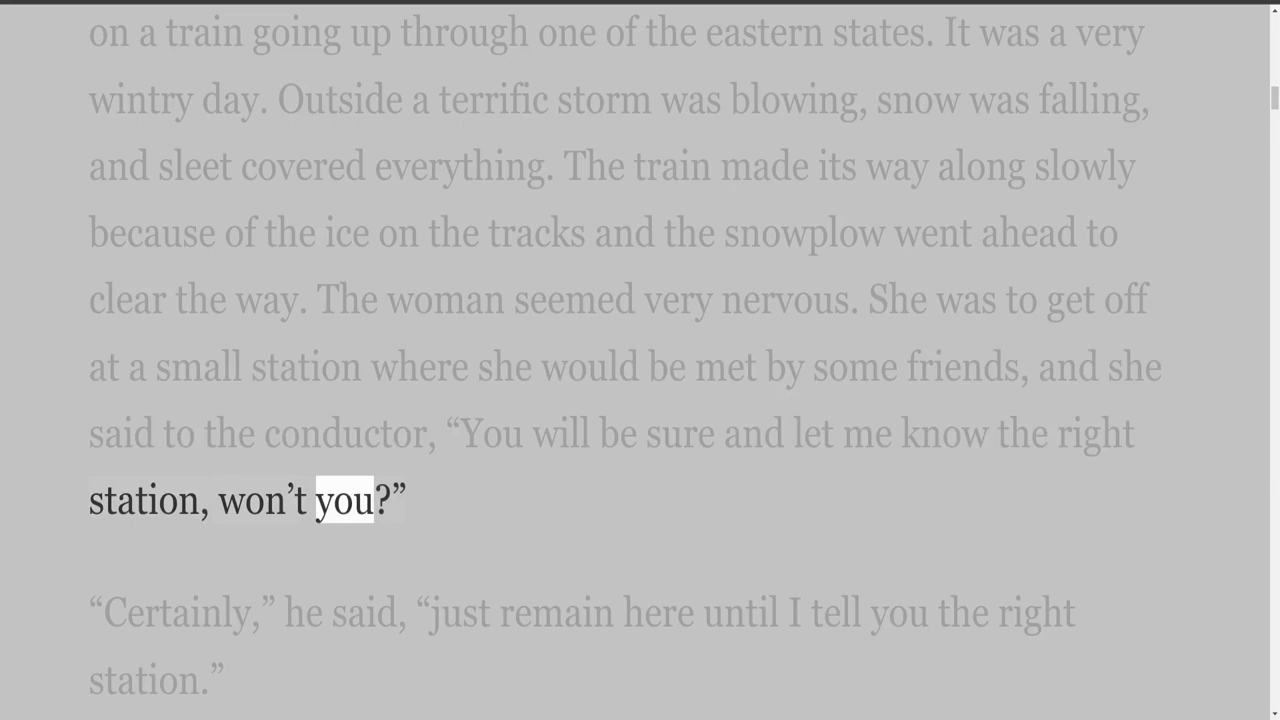 on a train going up through one of the eastern states. It was a very
wintry day. Outside a terrific storm was blowing, snow was falling,
and sleet covered everything. The train made its way along slowly
because of the ice on the tracks and the snowplow went ahead to
clear the way. The woman seemed very nervous. She was to get off
at a small station where she would be met by some friends, and she
said to the conductor, “You will be sure and let me know the right
station, won’t you?”
“Certainly,” he said, “just remain here until I tell you the right
station.”